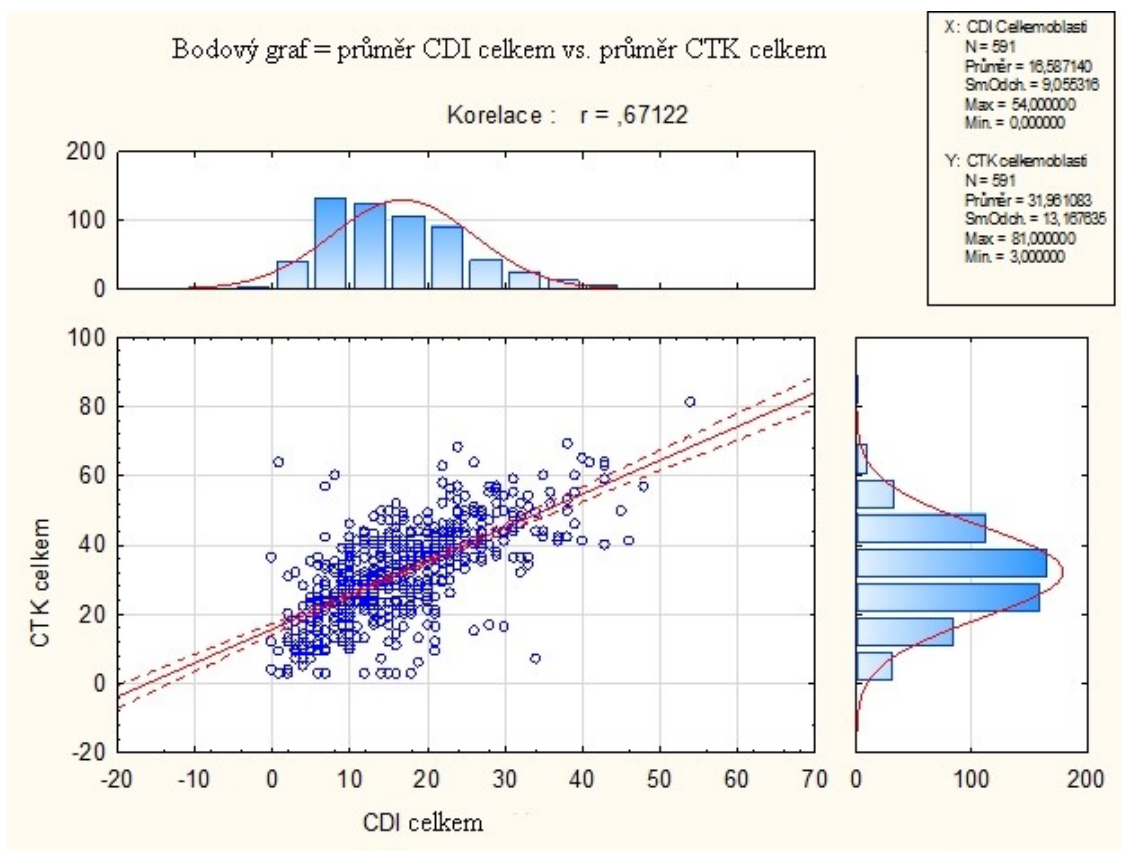 Bodový graf = průměr CDI celkem vs. průměr CTK celkem
Korelace : r = ,67122
X: CDI Celkemoblasti
N = 591
Průměr = 16,587140
SmOdch. = 9,055316
Max = 54,000000
Min. = 0,000000
Y: CTK celkemoblasti
N = 591
Průměr = 31,961083
SmOdch. = 13,167635
Max = 81,000000
Min. = 3,000000
200
100
0
100
80
60
40
20
0
-20
CTK celkem
-20 -10 0 10 20 30 40 50 60 70
0 100 200
CDI celkem